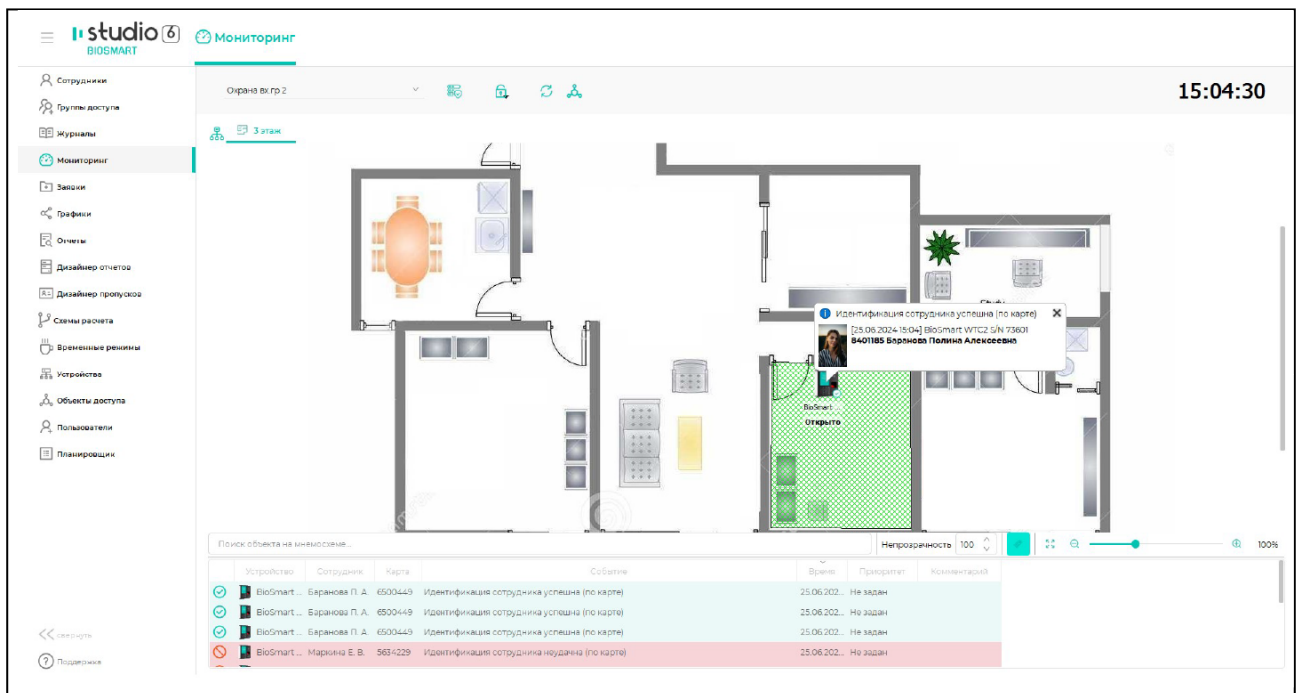 studio 6
BIOSMART
Мониторинг
Сотрудники
Группы доступа
Журналы
Мониторинг
Заявки
Графики
Отчеты
Дизайнер отчетов
Дизайнер пропусков
Схемы расчета
Временные режимы
Устройства
Объекты доступа
Пользователи
Планировщик
свернуть
Поддержка
Охрана вх.гр 2
15:04:30
3 этаж
Study
Идентификация сотрудника успешна (по карте)
[25.06.2024 15:04] BioSmart WTC2 S/N 73601
8401185 Баранова Полина Алексеевна
BioSmart ...
Открыто
Поиск объекта на мнемосхеме...
Непрозрачность 100
100%
Устройство Сотрудник Карта Событие Время Приоритет Комментарий
BioSmart ... Баранова П. А. 6500449 Идентификация сотрудника успешна (по карте) 25.06.202... Не задан
BioSmart ... Баранова П. А. 6500449 Идентификация сотрудника успешна (по карте) 25.06.202... Не задан
BioSmart ... Баранова П. А. 6500449 Идентификация сотрудника успешна (по карте) 25.06.202... Не задан
BioSmart ... Маркина Е. В. 5634229 Идентификация сотрудника неудачна (по карте) 25.06.202... Не задан